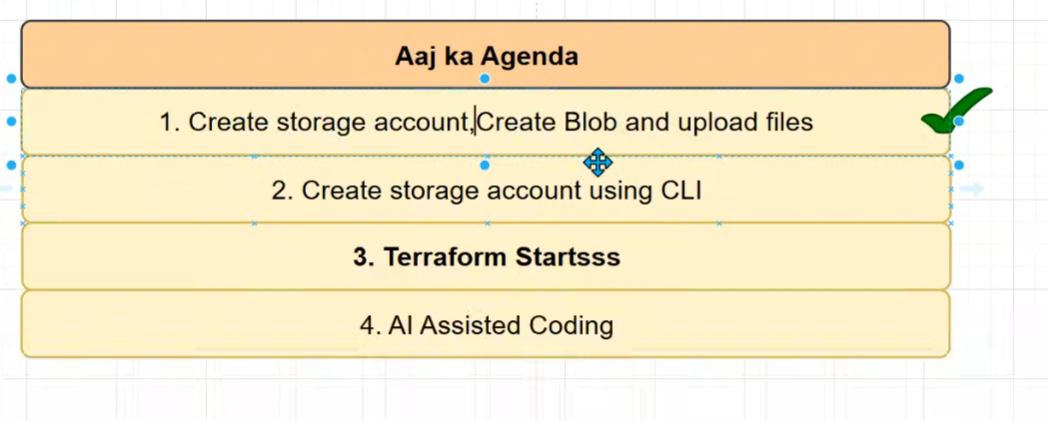 Aaj ka Agenda
1. Create storage account,Create Blob and upload files
2. Create storage account using CLI
3. Terraform Startsss
4. AI Assisted Coding